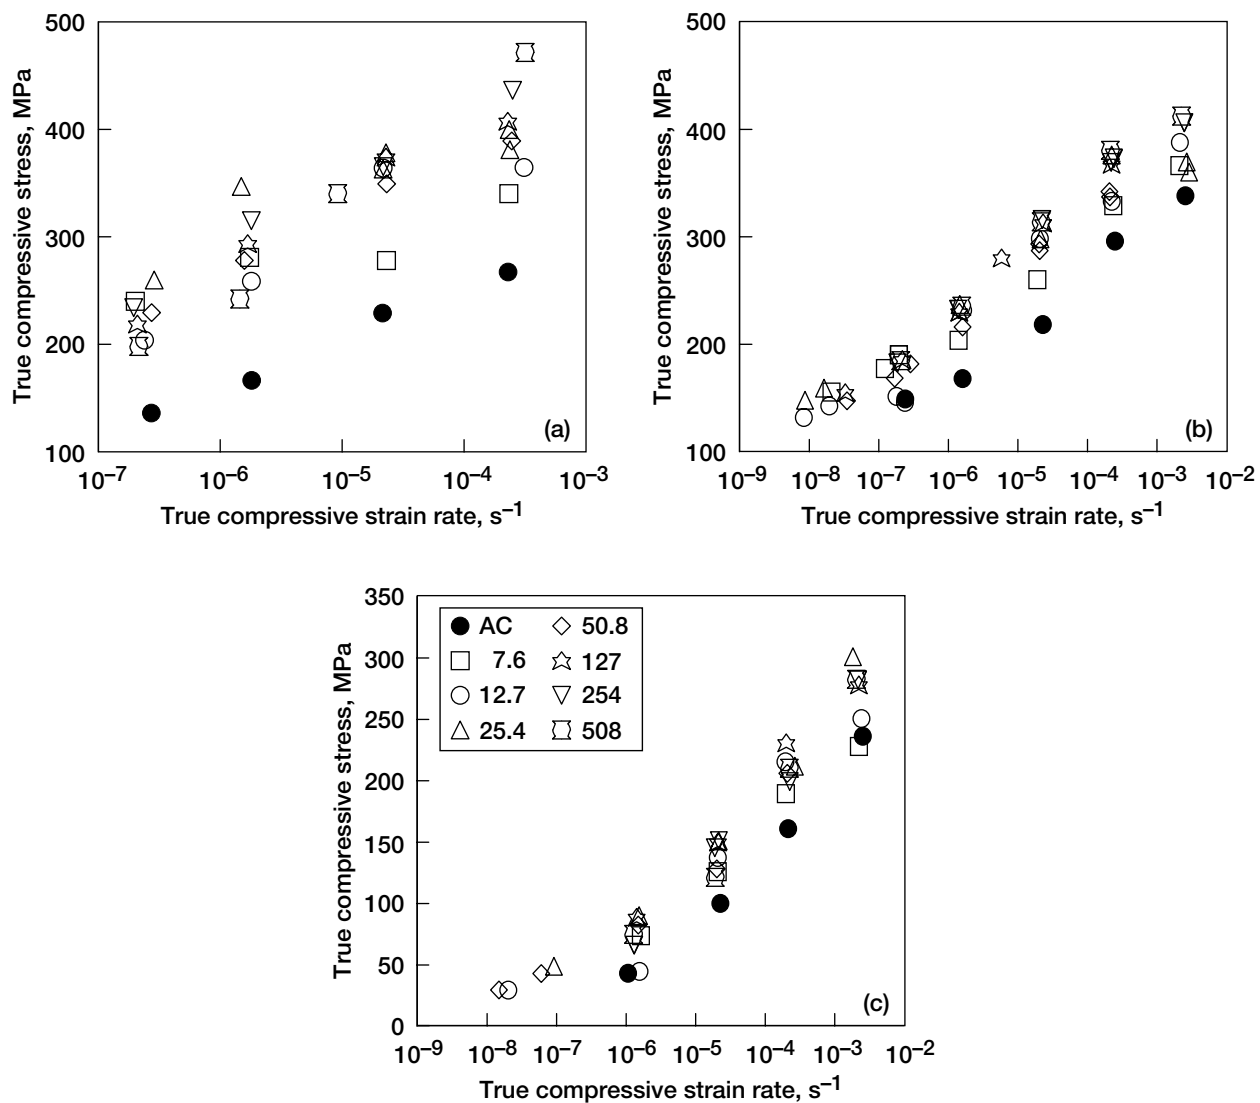 True compressive stress, MPa
500
400
300
200
100
(a)
10–7 10–6 10–5 10–4 10–3
True compressive strain rate, s–1
True compressive stress, MPa
500
400
300
200
100
(b)
10–9 10–8 10–7 10–6 10–5 10–4 10–3 10–2
True compressive strain rate, s–1
True compressive stress, MPa
350
300
250
200
150
100
50
0
AC 50.8
7.6 127
12.7 254
25.4 508
(c)
10–9 10–8 10–7 10–6 10–5 10–4 10–3 10–2
True compressive strain rate, s–1